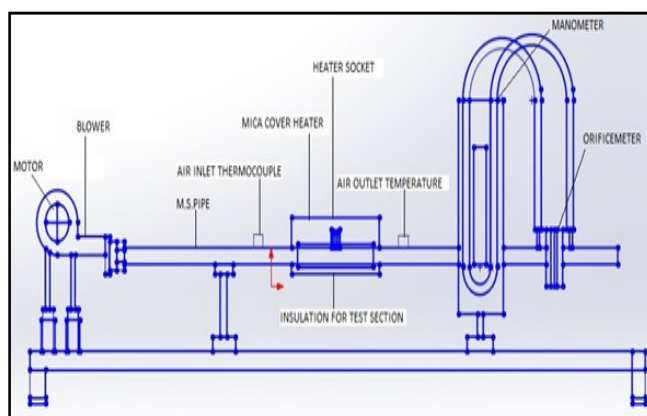 MANOMETER
HEATER SOCKET
MICA COVER HEATER
ORIFICEMETER
BLOWER
MOTOR
AIR INLET THERMOCOUPLE
AIR OUTLET TEMPERATURE
M.S.PIPE
INSULATION FOR TEST SECTION